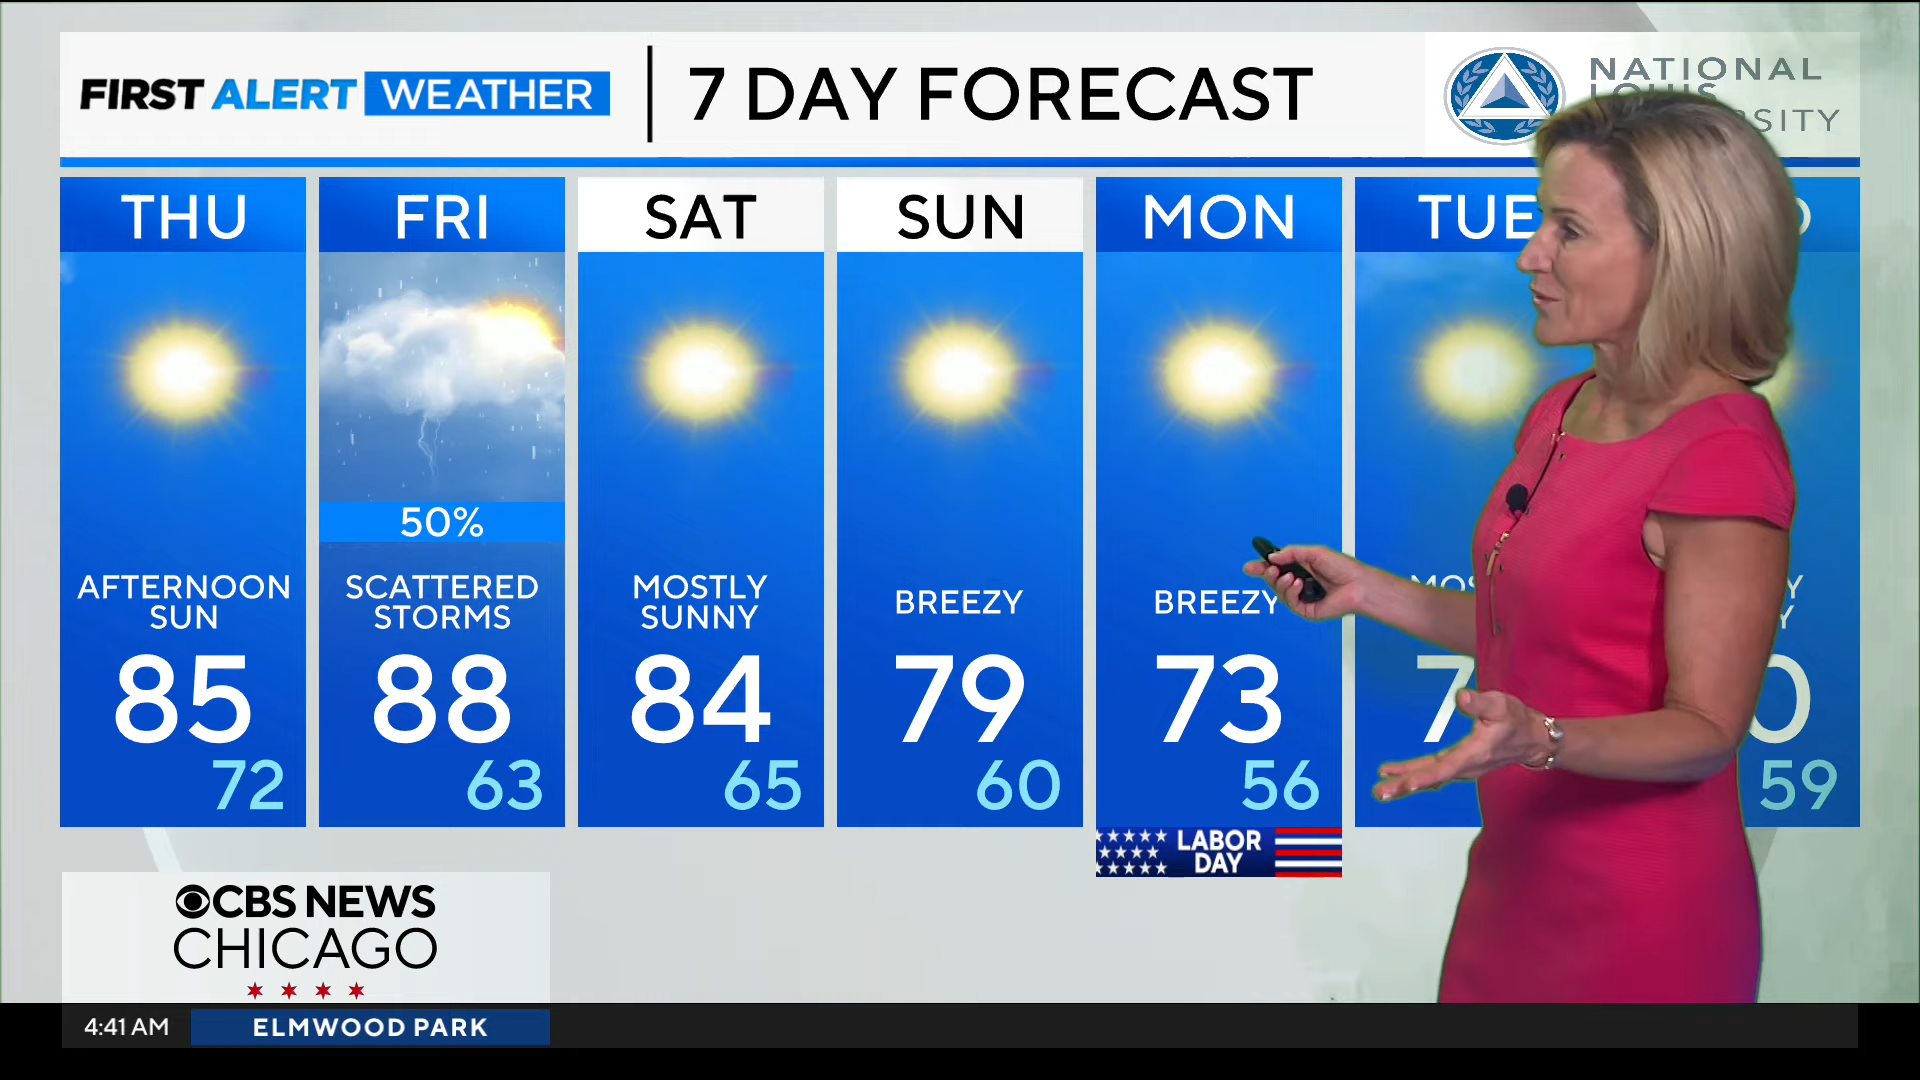 FIRST ALERT WEATHER
7 DAY FORECAST
NATIONAL
THU
FRI
SAT
SUN
MON
TUE
50%
AFTERNOON
SUN
SCATTERED
STORMS
MOSTLY
SUNNY
BREEZY
BREEZY
85
88
84
79
73
72
63
65
60
56
59
LABOR
DAY
CBS NEWS
CHICAGO
4:41 AM
ELMWOOD PARK